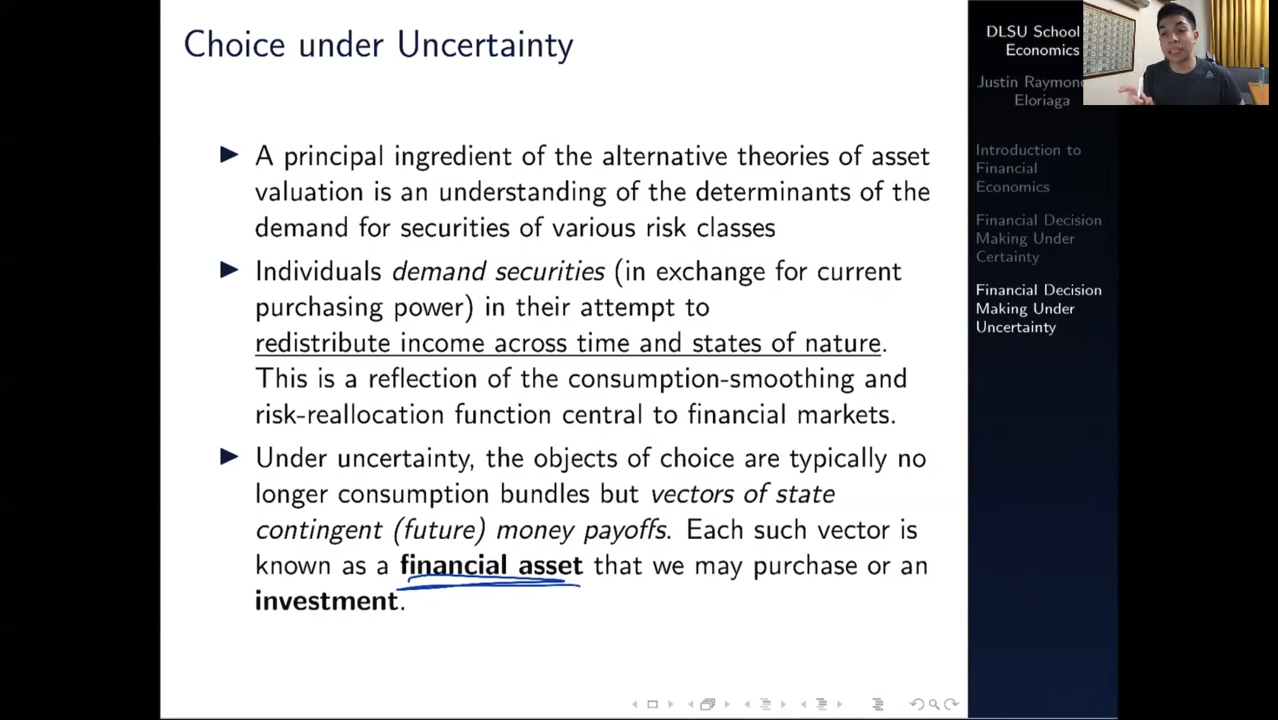 Choice under Uncertainty
▶ A principal ingredient of the alternative theories of asset
valuation is an understanding of the determinants of the
demand for securities of various risk classes
▶ Individuals demand securities (in exchange for current
purchasing power) in their attempt to
redistribute income across time and states of nature.
This is a reflection of the consumption-smoothing and
risk-reallocation function central to financial markets.
▶ Under uncertainty, the objects of choice are typically no
longer consumption bundles but vectors of state
contingent (future) money payoffs. Each such vector is
known as a financial asset that we may purchase or an
investment.
DLSU School
Economics
Justin Raymon
Eloriaga
Introduction to
Financial
Economics
Financial Decision
Making Under
Certainty
Financial Decision
Making Under
Uncertainty